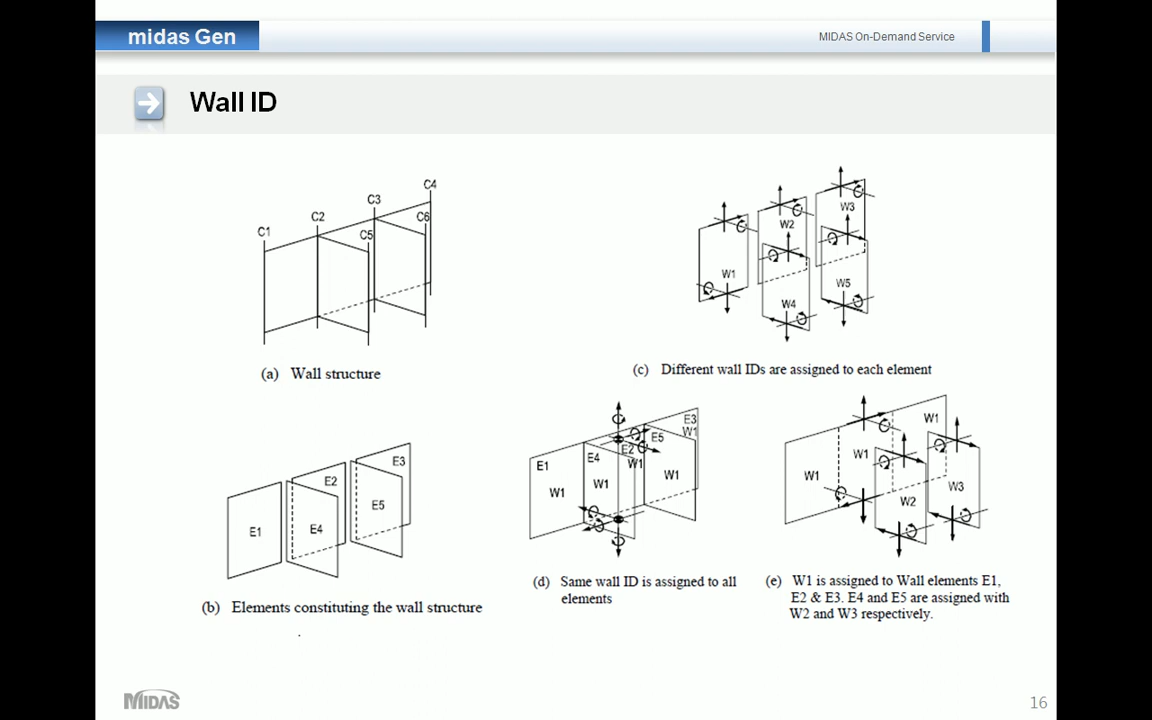 midas Gen
MIDAS On-Demand Service
Wall ID
C1
C2
C3
C4
C5
C6
(a) Wall structure
W1
W2
W3
W4
W5
(c) Different wall IDs are assigned to each element
E1
E2
E3
E4
E5
(b) Elements constituting the wall structure
E1
W1
E4
W1
E2
W1
E5
W1
E3
W1
(d) Same wall ID is assigned to all
elements
W1
W1
W1
W2
W3
(e) W1 is assigned to Wall elements E1,
E2 & E3. E4 and E5 are assigned with
W2 and W3 respectively.
MIDAS
16